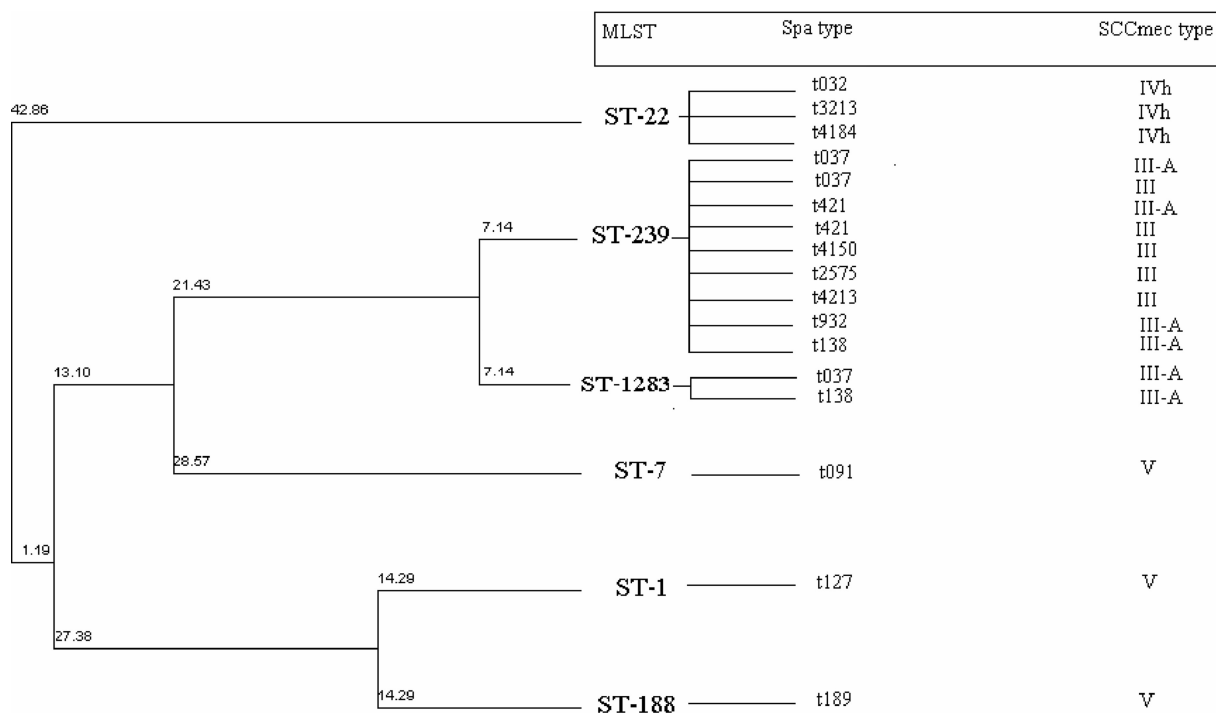 MLST Spa type SCCmec type
t032 IVh
42.86
t3213 IVh
ST-22
t4184 IVh
t037 III-A
t037 III
t421 III-A
7.14 t421 III
ST-239
t4150 III
t2575 III
21.43
t4213 III
t932 III-A
t138 III-A
13.10 7.14 t037 III-A
ST-1283
t138 III-A
28.57
ST-7 t091 V
1.19
14.29
ST-1 t127 V
27.38
14.29
ST-188 t189 V